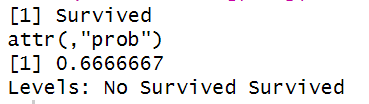 [1] Survived
attr(,"prob")
[1] 0.6666667
Levels: No Survived Survived